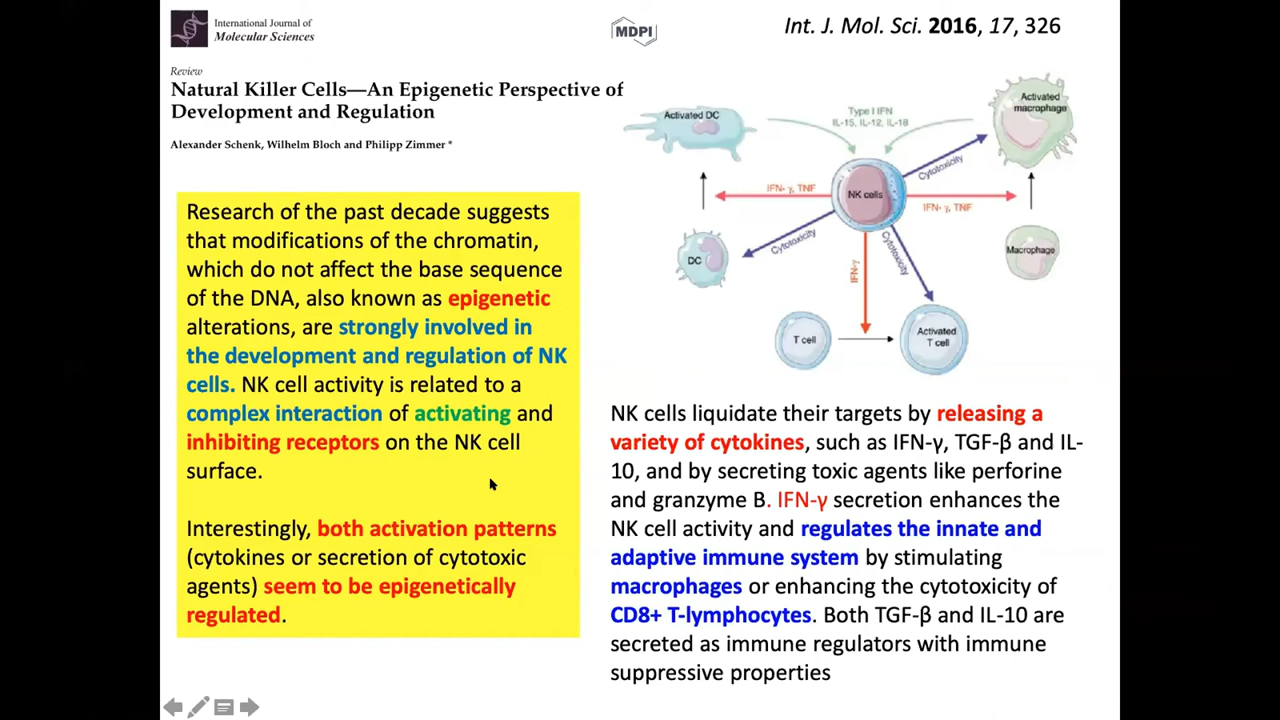 International Journal of
Molecular Sciences
MDPI
Int. J. Mol. Sci. 2016, 17, 326
Review
Natural Killer Cells—An Epigenetic Perspective of
Development and Regulation
Alexander Schenk, Wilhelm Bloch and Philipp Zimmer *
Research of the past decade suggests
that modifications of the chromatin,
which do not affect the base sequence
of the DNA, also known as epigenetic
alterations, are strongly involved in
the development and regulation of NK
cells. NK cell activity is related to a
complex interaction of activating and
inhibiting receptors on the NK cell
surface.
Interestingly, both activation patterns
(cytokines or secretion of cytotoxic
agents) seem to be epigenetically
regulated.
Activated DC
Type I IFN
IL-15, IL-12, IL-18
Activated
macrophage
Cytotoxicity
IFN- γ, TNF
NK cells
IFN- γ, TNF
Cytotoxicity
DC
IFN-γ
Cytotoxicity
Macrophage
T cell
Activated
T cell
NK cells liquidate their targets by releasing a
variety of cytokines, such as IFN-γ, TGF-β and IL-
10, and by secreting toxic agents like perforine
and granzyme B. IFN-γ secretion enhances the
NK cell activity and regulates the innate and
adaptive immune system by stimulating
macrophages or enhancing the cytotoxicity of
CD8+ T-lymphocytes. Both TGF-β and IL-10 are
secreted as immune regulators with immune
suppressive properties